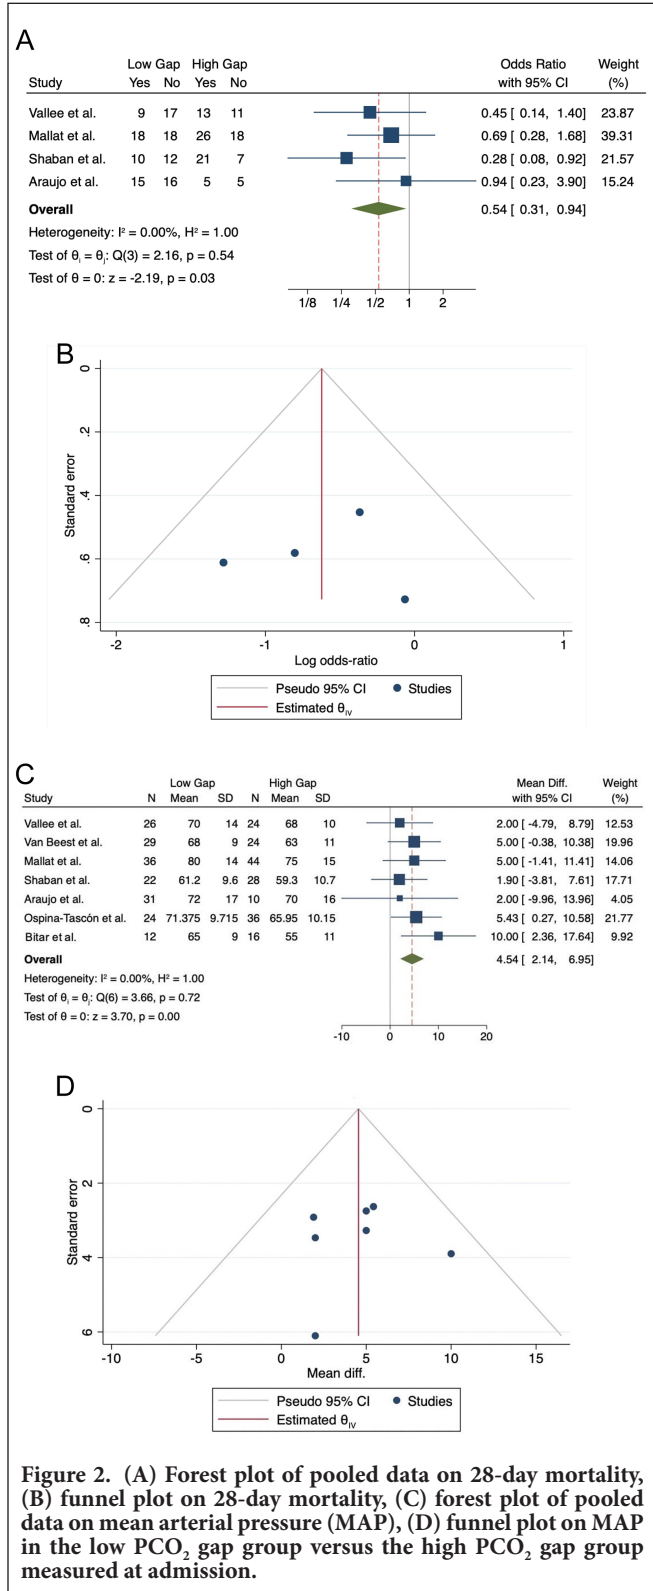 A
Low Gap High Gap Odds Ratio Weight
Study Yes No Yes No with 95% CI (%)
Vallee et al. 9 17 13 11 0.45 [ 0.14, 1.40] 23.87
Mallat et al. 18 18 26 18 0.69 [ 0.28, 1.68] 39.31
Shaban et al. 10 12 21 7 0.28 [ 0.08, 0.92] 21.57
Araujo et al. 15 16 5 5 0.94 [ 0.23, 3.90] 15.24
Overall 0.54 [ 0.31, 0.94]
Heterogeneity: I² = 0.00%, H² = 1.00
Test of θᵢ = θⱼ: Q(3) = 2.16, p = 0.54
Test of θ = 0: z = -2.19, p = 0.03
1/8 1/4 1/2 1 2
B
0
.2
.4
.6
.8
Standard error
-2 -1 0 1
Log odds-ratio
Pseudo 95% CI Studies
Estimated θIV
C
Low Gap High Gap Mean Diff. Weight
Study N Mean SD N Mean SD with 95% CI (%)
Vallee et al. 26 70 14 24 68 10 2.00 [ -4.79, 8.79] 12.53
Van Beest et al. 29 68 9 24 63 11 5.00 [ -0.38, 10.38] 19.96
Mallat et al. 36 80 14 44 75 15 5.00 [ -1.41, 11.41] 14.06
Shaban et al. 22 61.2 9.6 28 59.3 10.7 1.90 [ -3.81, 7.61] 17.71
Araujo et al. 31 72 17 10 70 16 2.00 [ -9.96, 13.96] 4.05
Ospina-Tascón et al. 24 71.375 9.715 36 65.95 10.15 5.43 [ 0.27, 10.58] 21.77
Bitar et al. 12 65 9 16 55 11 10.00 [ 2.36, 17.64] 9.92
Overall 4.54 [ 2.14, 6.95]
Heterogeneity: I² = 0.00%, H² = 1.00
Test of θᵢ = θⱼ: Q(6) = 3.66, p = 0.72
Test of θ = 0: z = 3.70, p = 0.00
-10 0 10 20
D
0
2
4
6
Standard error
-10 -5 0 5 10 15
Mean diff.
Pseudo 95% CI Studies
Estimated θIV
Figure 2. (A) Forest plot of pooled data on 28-day mortality,
(B) funnel plot on 28-day mortality, (C) forest plot of pooled
data on mean arterial pressure (MAP), (D) funnel plot on MAP
in the low PCO₂ gap group versus the high PCO₂ gap group
measured at admission.